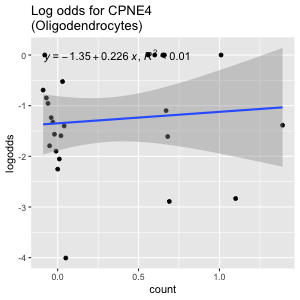 Log odds for CPNE4
(Oligodendrocytes)
y = −1.35 + 0.226 x, R² = 0.01
0
-1
-2
-3
-4
logodds
0.0 0.5 1.0
count